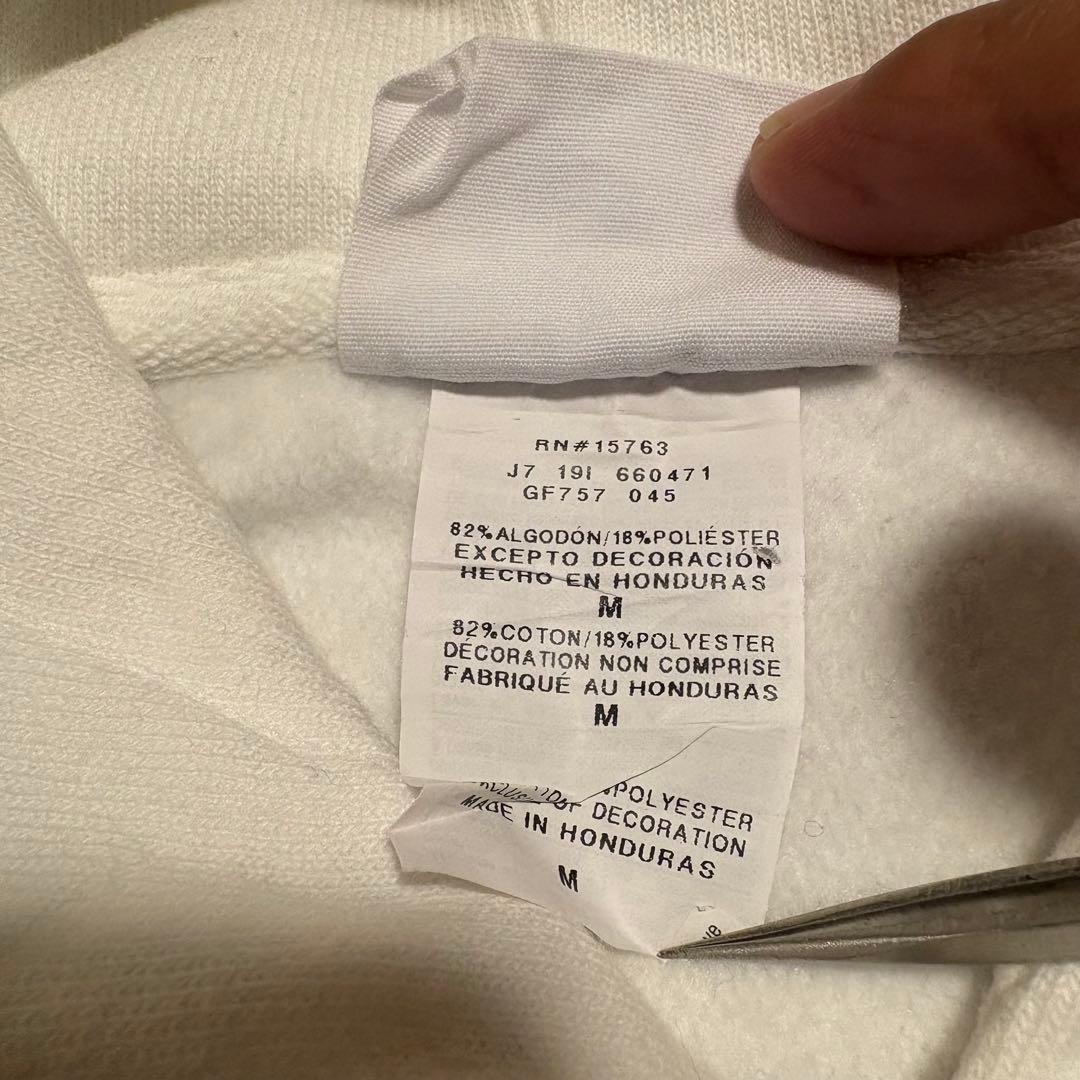 RN#15763
J7 19I 660471
GF757 045
82%ALGODÓN/18%POLIÉSTER
EXCEPTO DECORACIÓN
HECHO EN HONDURAS
M
82%COTON/18%POLYESTER
DÉCORATION NON COMPRISE
FABRIQUÉ AU HONDURAS
M
POLYESTER
OF DECORATION
MADE IN HONDURAS
M